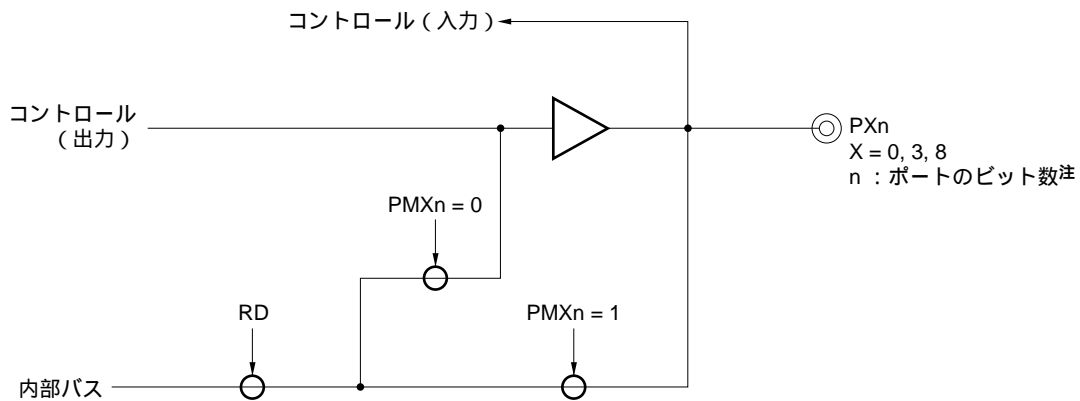 コントロール（入力）
コントロール
（出力）
PXn
X = 0, 3, 8
n ：ポートのビット数注
PMXn = 0
RD
PMXn = 1
内部バス